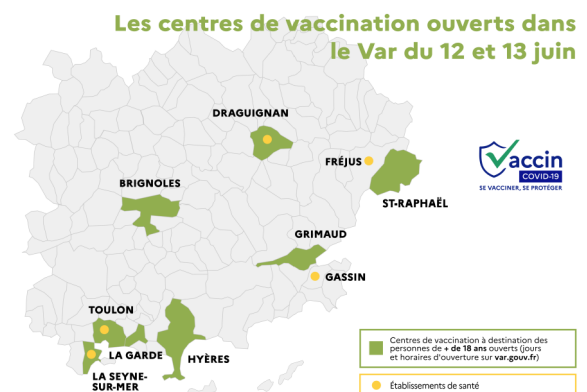 Les centres de vaccination ouverts dans
le Var du 12 et 13 juin
DRAGUIGNAN
FRÉJUS
Vaccin
COVID-19
SE VACCINER, SE PROTÉGER
BRIGNOLES
ST-RAPHAËL
GRIMAUD
GASSIN
TOULON
LA GARDE
HYÈRES
LA SEYNE-
SUR-MER
Centres de vaccination à destination des
personnes de + de 18 ans ouverts (jours
et horaires d'ouverture sur var.gouv.fr)
Établissements de santé